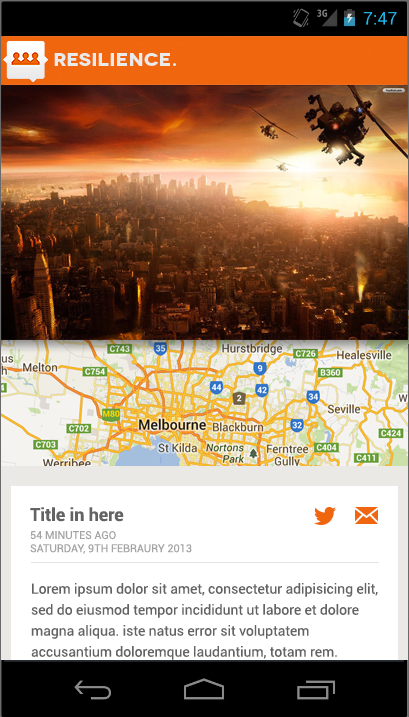 3G 7:47
RESILIENCE.
C743 35 Hurstbridge C726 Healesville
us
Melton C754 9 B360
44 42
2 34 Seville
M80
C702 Melbourne Blackburn 32 C424
C703 St Kilda Nortons Ferntree C404
Park Gully C411
Werribee
Title in here
54 MINUTES AGO
SATURDAY, 9TH FEBRAURY 2013
Lorem ipsum dolor sit amet, consectetur adipisicing elit,
sed do eiusmod tempor incididunt ut labore et dolore
magna aliqua. iste natus error sit voluptatem
accusantium doloremque laudantium, totam rem.